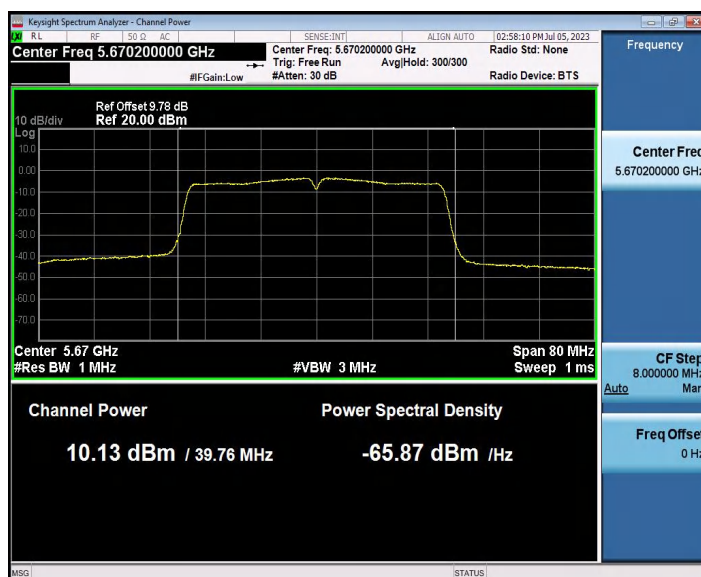 Keysight Spectrum Analyzer - Channel Power
LXI RL RF 50 Ω AC SENSE:INT ALIGN AUTO 02:58:10 PM Jul 05, 2023
Center Freq 5.670200000 GHz
Center Freq: 5.670200000 GHz
Radio Std: None
Trig: Free Run
Avg|Hold: 300/300
#IFGain:Low
#Atten: 30 dB
Radio Device: BTS
Ref Offset 9.78 dB
10 dB/div
Ref 20.00 dBm
Log
10.0
0.00
-10.0
-20.0
-30.0
-40.0
-50.0
-60.0
-70.0
Center 5.67 GHz
Span 80 MHz
#Res BW 1 MHz
#VBW 3 MHz
Sweep 1 ms
Channel Power
Power Spectral Density
10.13 dBm / 39.76 MHz
-65.87 dBm /Hz
MSG
STATUS
Frequency
Center Freq
5.670200000 GHz
CF Step
8.000000 MHz
Auto
Man
Freq Offset
0 Hz